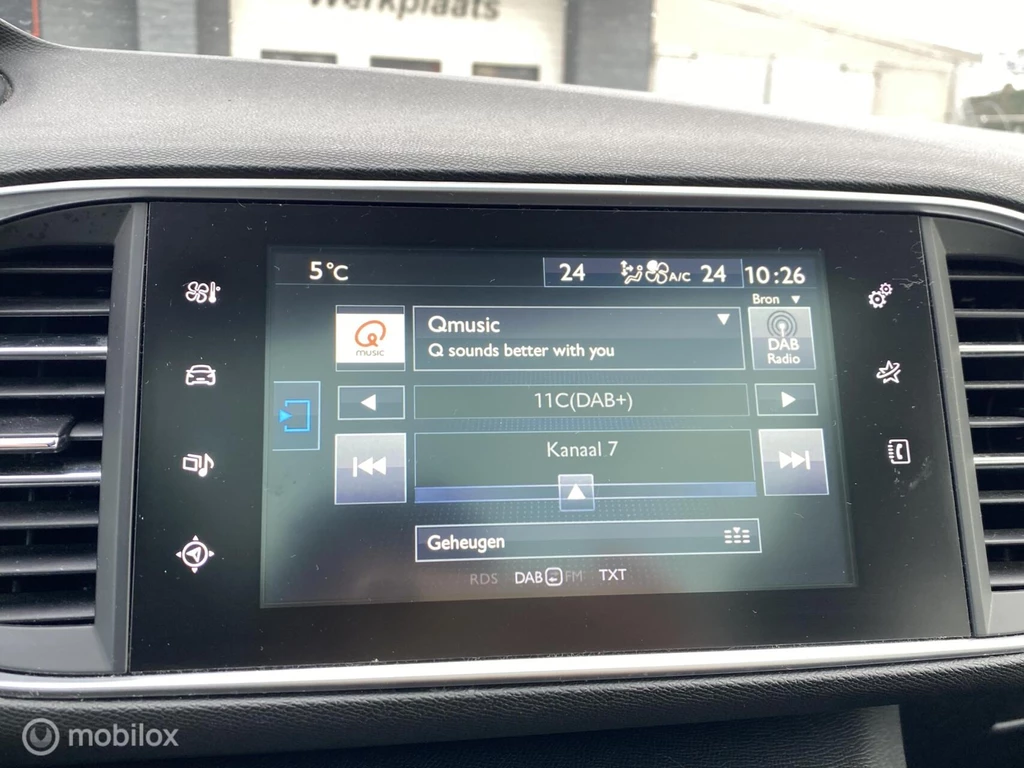 Werkplaats
5°C
24
A/C
24
10:26
Bron
Q
music
Qmusic
Q sounds better with you
DAB
Radio
11C(DAB+)
Kanaal 7
Geheugen
RDS
DAB
FM
TXT
mobilox